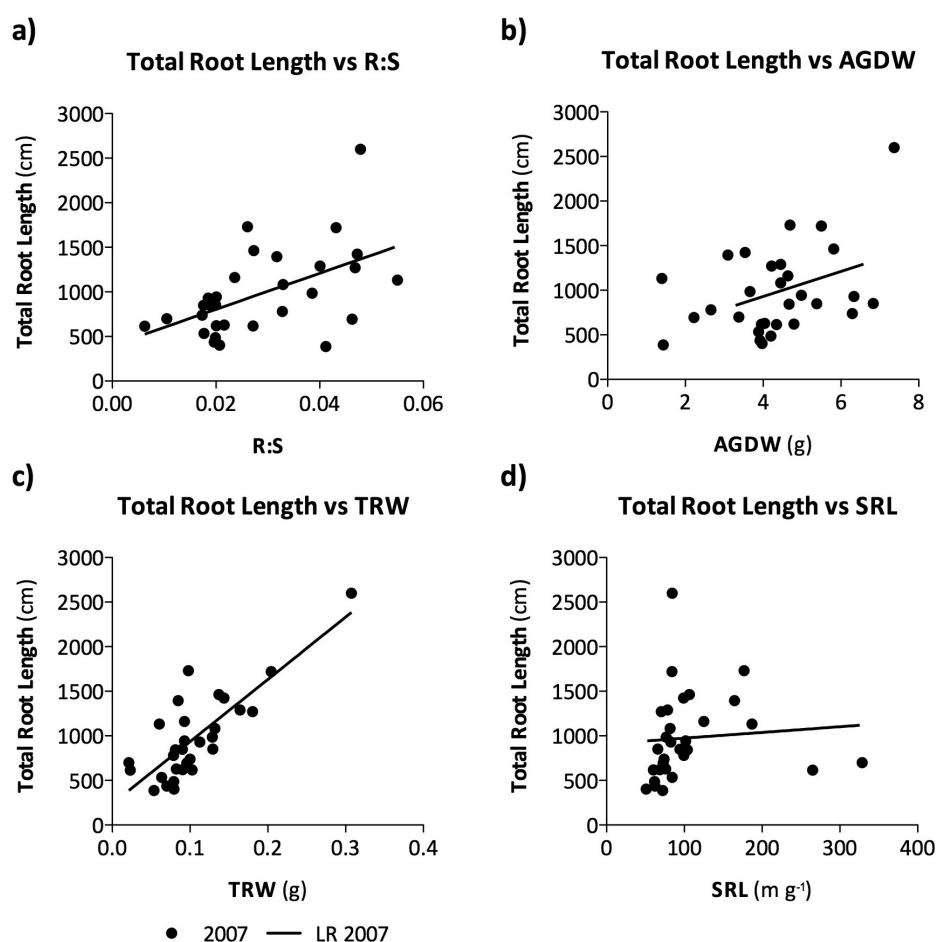 a)
Total Root Length vs R:S
3000
2500
2000
1500
1000
500
0
Total Root Length (cm)
0.00 0.02 0.04 0.06
R:S
b)
Total Root Length vs AGDW
3000
2500
2000
1500
1000
500
0
Total Root Length (cm)
0 2 4 6 8
AGDW (g)
c)
Total Root Length vs TRW
3000
2500
2000
1500
1000
500
0
Total Root Length (cm)
0.0 0.1 0.2 0.3 0.4
TRW (g)
d)
Total Root Length vs SRL
3000
2500
2000
1500
1000
500
0
Total Root Length (cm)
0 100 200 300 400
SRL (m g⁻¹)
2007 LR 2007